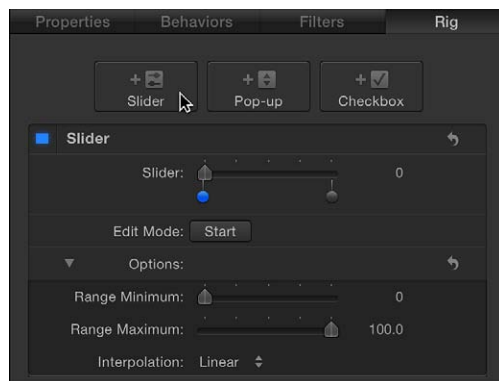 Properties Behaviors Filters Rig
Slider Pop-up Checkbox
Slider
Slider: 0
Edit Mode: Start
Options:
Range Minimum: 0
Range Maximum: 100.0
Interpolation: Linear